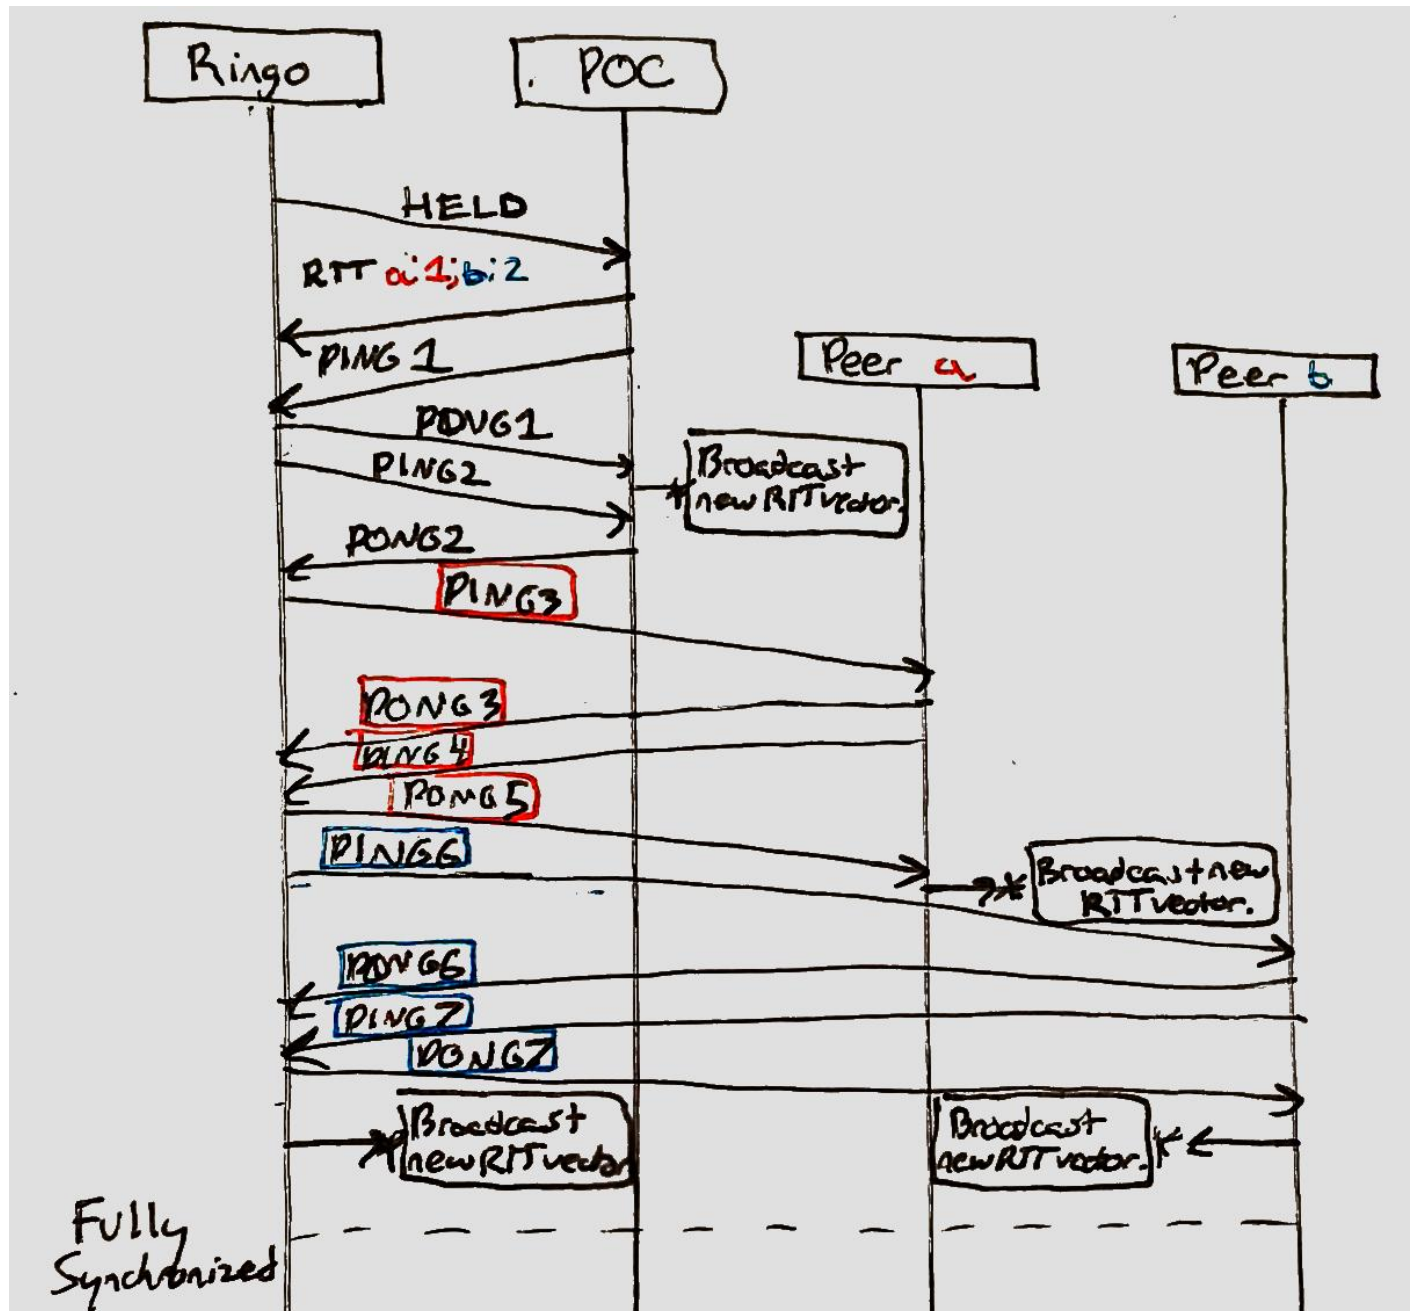 Ringo
POC
HELD
RTT a:1;b:2
PING 1
Peer a
Peer b
PONG1
PING2
Broadcast
new RTT vector.
PONG2
PING3
PONG3
PING4
PONG5
PING6
Broadcast new
RTT vector.
PONG6
PING7
PONG7
Broadcast
new RTT vector
Broadcast
new RTT vector.
Fully
Synchronized